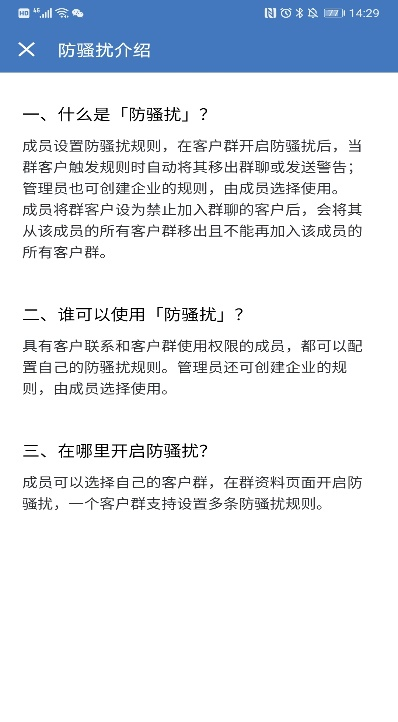 HD 4G 14:29
防骚扰介绍
一、什么是「防骚扰」？
成员设置防骚扰规则，在客户群开启防骚扰后，当
群客户触发规则时自动将其移出群聊或发送警告；
管理员也可创建企业的规则，由成员选择使用。
成员将群客户设为禁止加入群聊的客户后，会将其
从该成员的所有客户群移出且不能再加入该成员的
所有客户群。
二、谁可以使用「防骚扰」？
具有客户联系和客户群使用权限的成员，都可以配
置自己的防骚扰规则。管理员还可创建企业的规
则，由成员选择使用。
三、在哪里开启防骚扰？
成员可以选择自己的客户群，在群资料页面开启防
骚扰，一个客户群支持设置多条防骚扰规则。